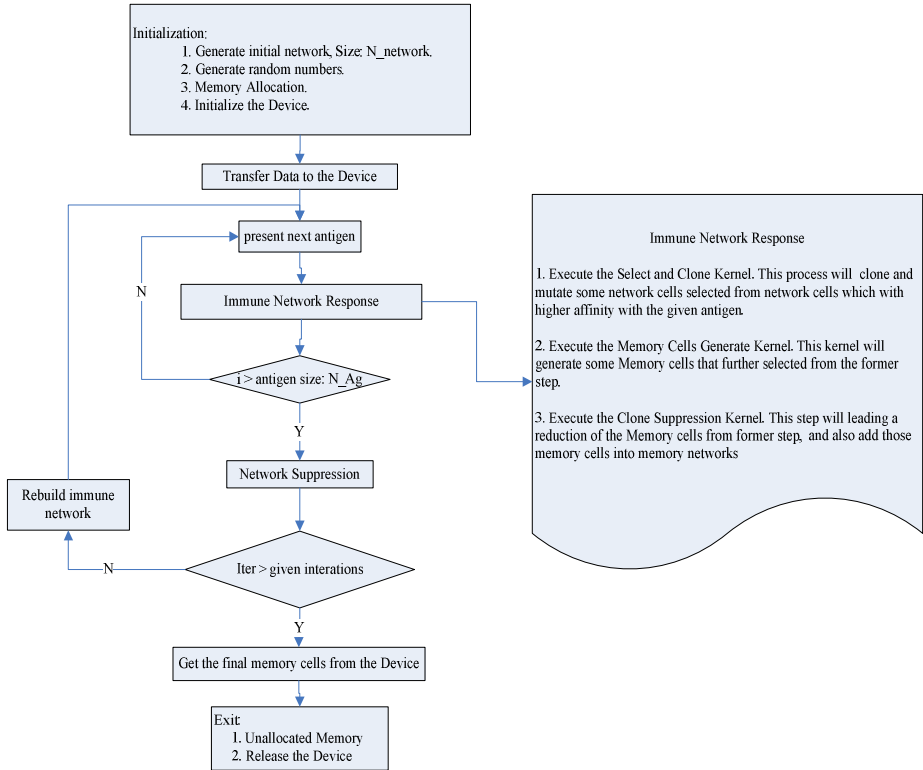 Initialization:
1. Generate initial network, Size: N_network.
2. Generate random numbers.
3. Memory Allocation.
4. Initialize the Device.
Transfer Data to the Device
present next antigen
Immune Network Response
N
i > antigen size: N_Ag
Y
Network Suppression
Rebuild immune
network
Iter > given interations
N
Y
Get the final memory cells from the Device
Exit:
1. Unallocated Memory
2. Release the Device
Immune Network Response
1. Execute the Select and Clone Kernel. This process will clone and
mutate some network cells selected from network cells which with
higher affinity with the given antigen.
2. Execute the Memory Cells Generate Kernel. This kernel will
generate some Memory cells that further selected from the former
step.
3. Execute the Clone Suppression Kernel. This step will leading a
reduction of the Memory cells from former step, and also add those
memory cells into memory networks